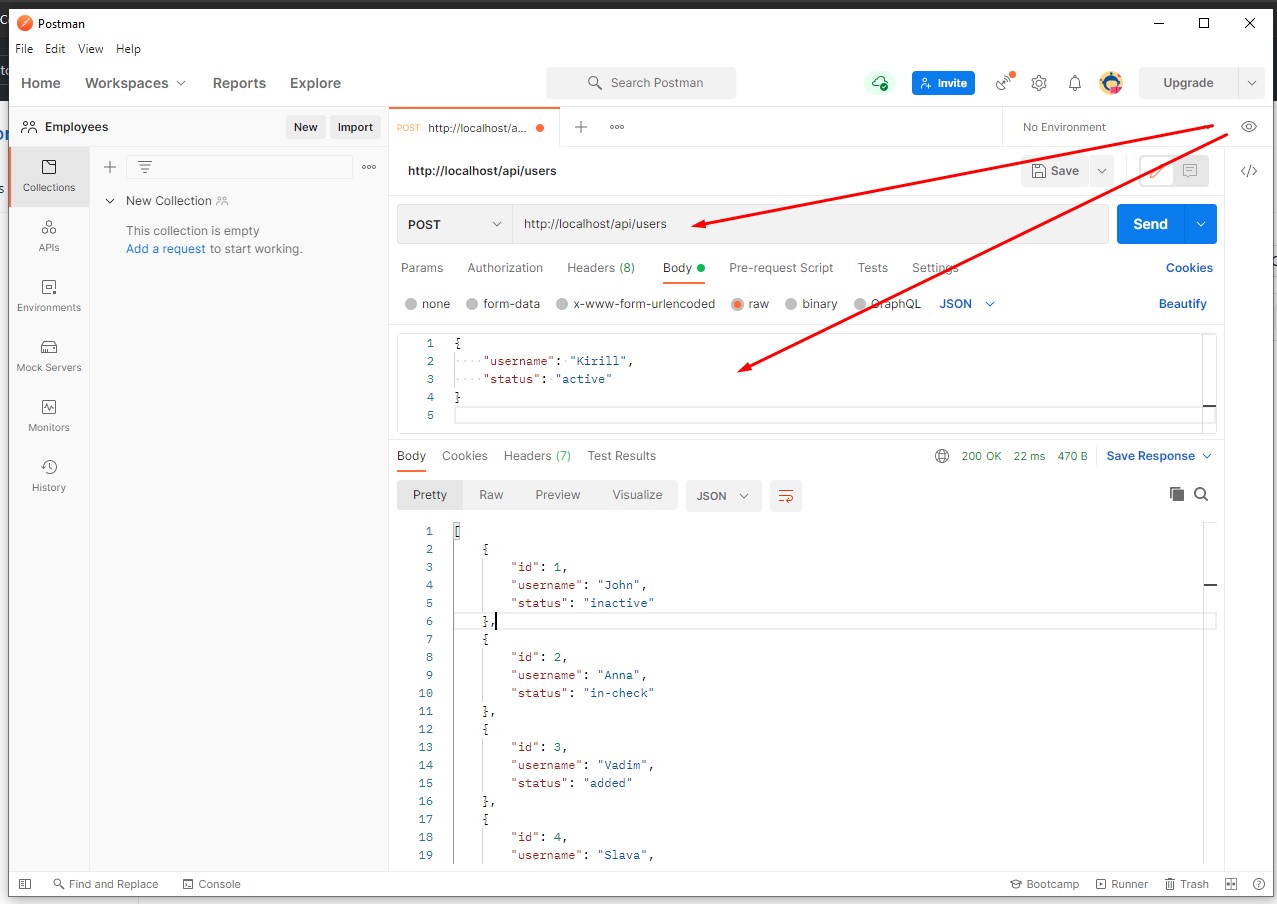 Postman
File Edit View Help
Home Workspaces Reports Explore Search Postman Invite Upgrade
Employees New Import POST http://localhost/a... No Environment
http://localhost/api/users Save
Collections
New Collection
POST http://localhost/api/users Send
This collection is empty
Add a request to start working.
APIs
Params Authorization Headers (8) Body Pre-request Script Tests Settings Cookies
none form-data x-www-form-urlencoded raw binary GraphQL JSON Beautify
Environments
Mock Servers
Monitors
History
1 {
2 "username": "Kirill",
3 "status": "active"
4 }
5
Body Cookies Headers (7) Test Results 200 OK 22 ms 470 B Save Response
Pretty Raw Preview Visualize JSON
1 [
2 {
3 "id": 1,
4 "username": "John",
5 "status": "inactive"
6 },
7 {
8 "id": 2,
9 "username": "Anna",
10 "status": "in-check"
11 },
12 {
13 "id": 3,
14 "username": "Vadim",
15 "status": "added"
16 },
17 {
18 "id": 4,
19 "username": "Slava",
Find and Replace Console Bootcamp Runner Trash